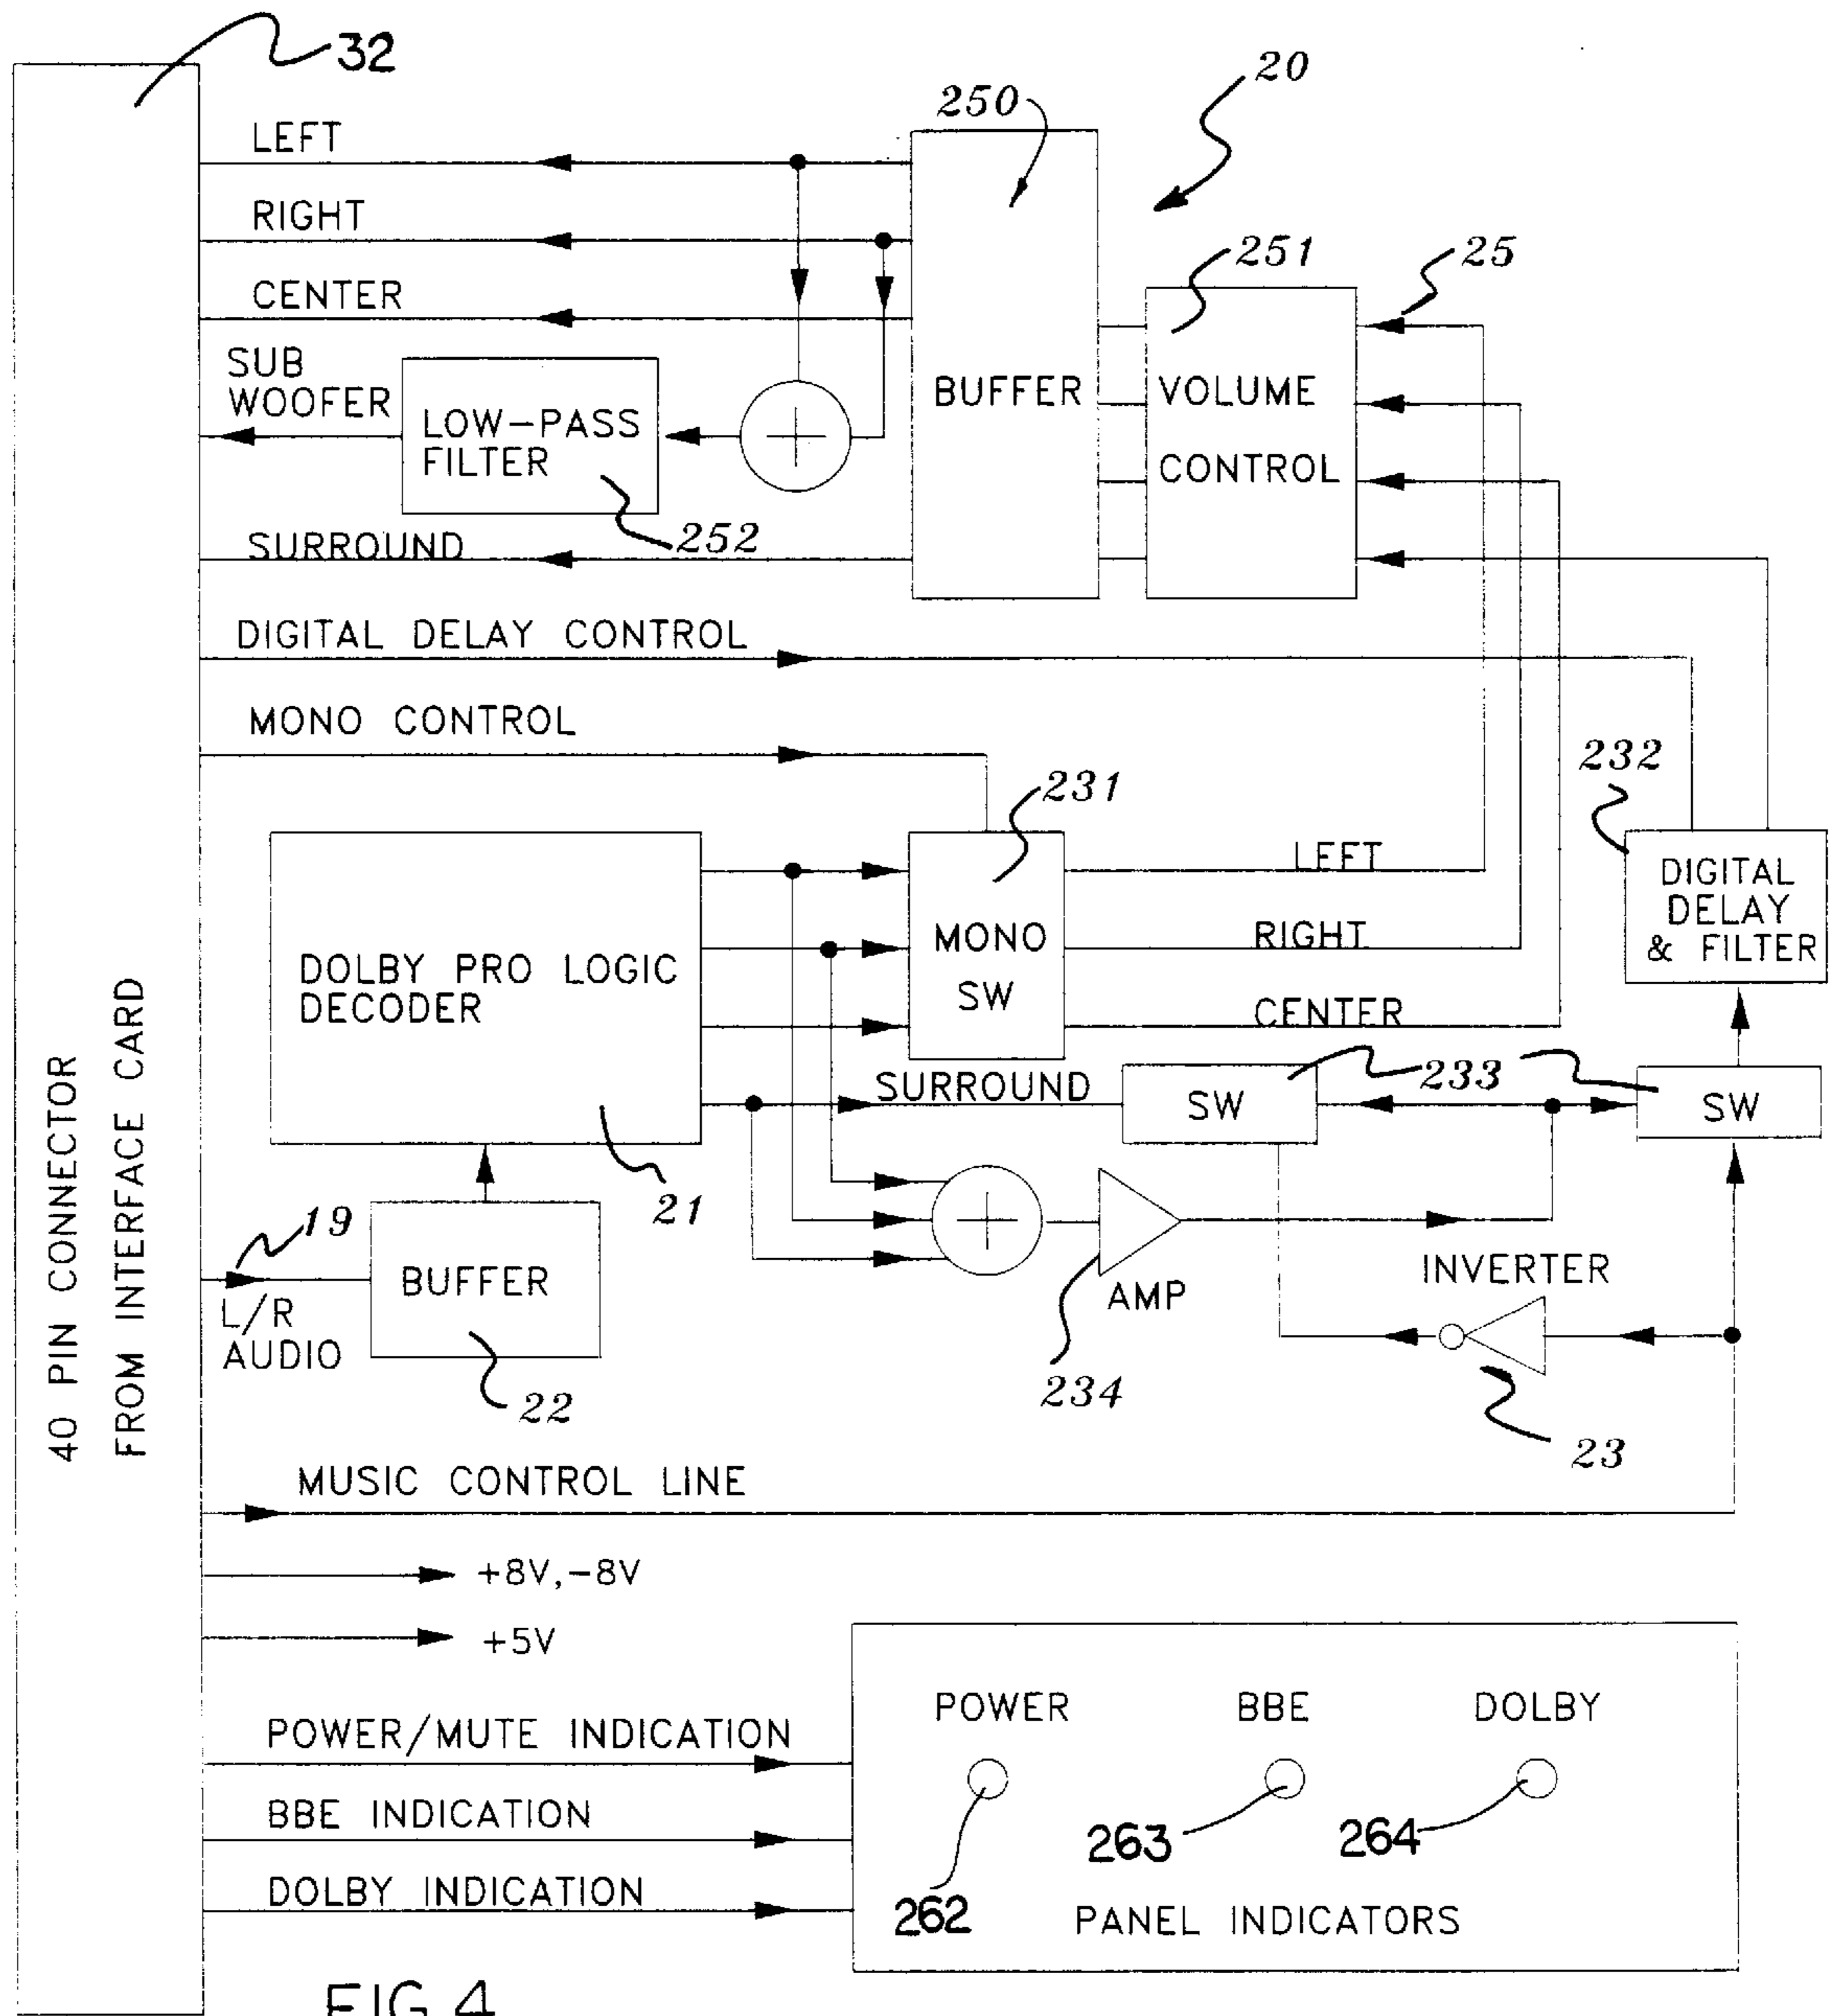 32
20
250
LEFT
RIGHT
251
25
CENTER
SUB
WOOFER
BUFFER
VOLUME
CONTROL
LOW-PASS
FILTER
252
SURROUND
DIGITAL DELAY CONTROL
MONO CONTROL
232
231
LEFT
DIGITAL
DELAY
& FILTER
MONO
SW
RIGHT
DOLBY PRO LOGIC
DECODER
CENTER
40 PIN CONNECTOR
FROM INTERFACE CARD
SURROUND
SW
233
SW
21
19
BUFFER
L/R
AUDIO
22
AMP
234
INVERTER
23
MUSIC CONTROL LINE
+8V,-8V
+5V
POWER
BBE
DOLBY
POWER/MUTE INDICATION
BBE INDICATION
DOLBY INDICATION
262
263
264
PANEL INDICATORS
FIG 4